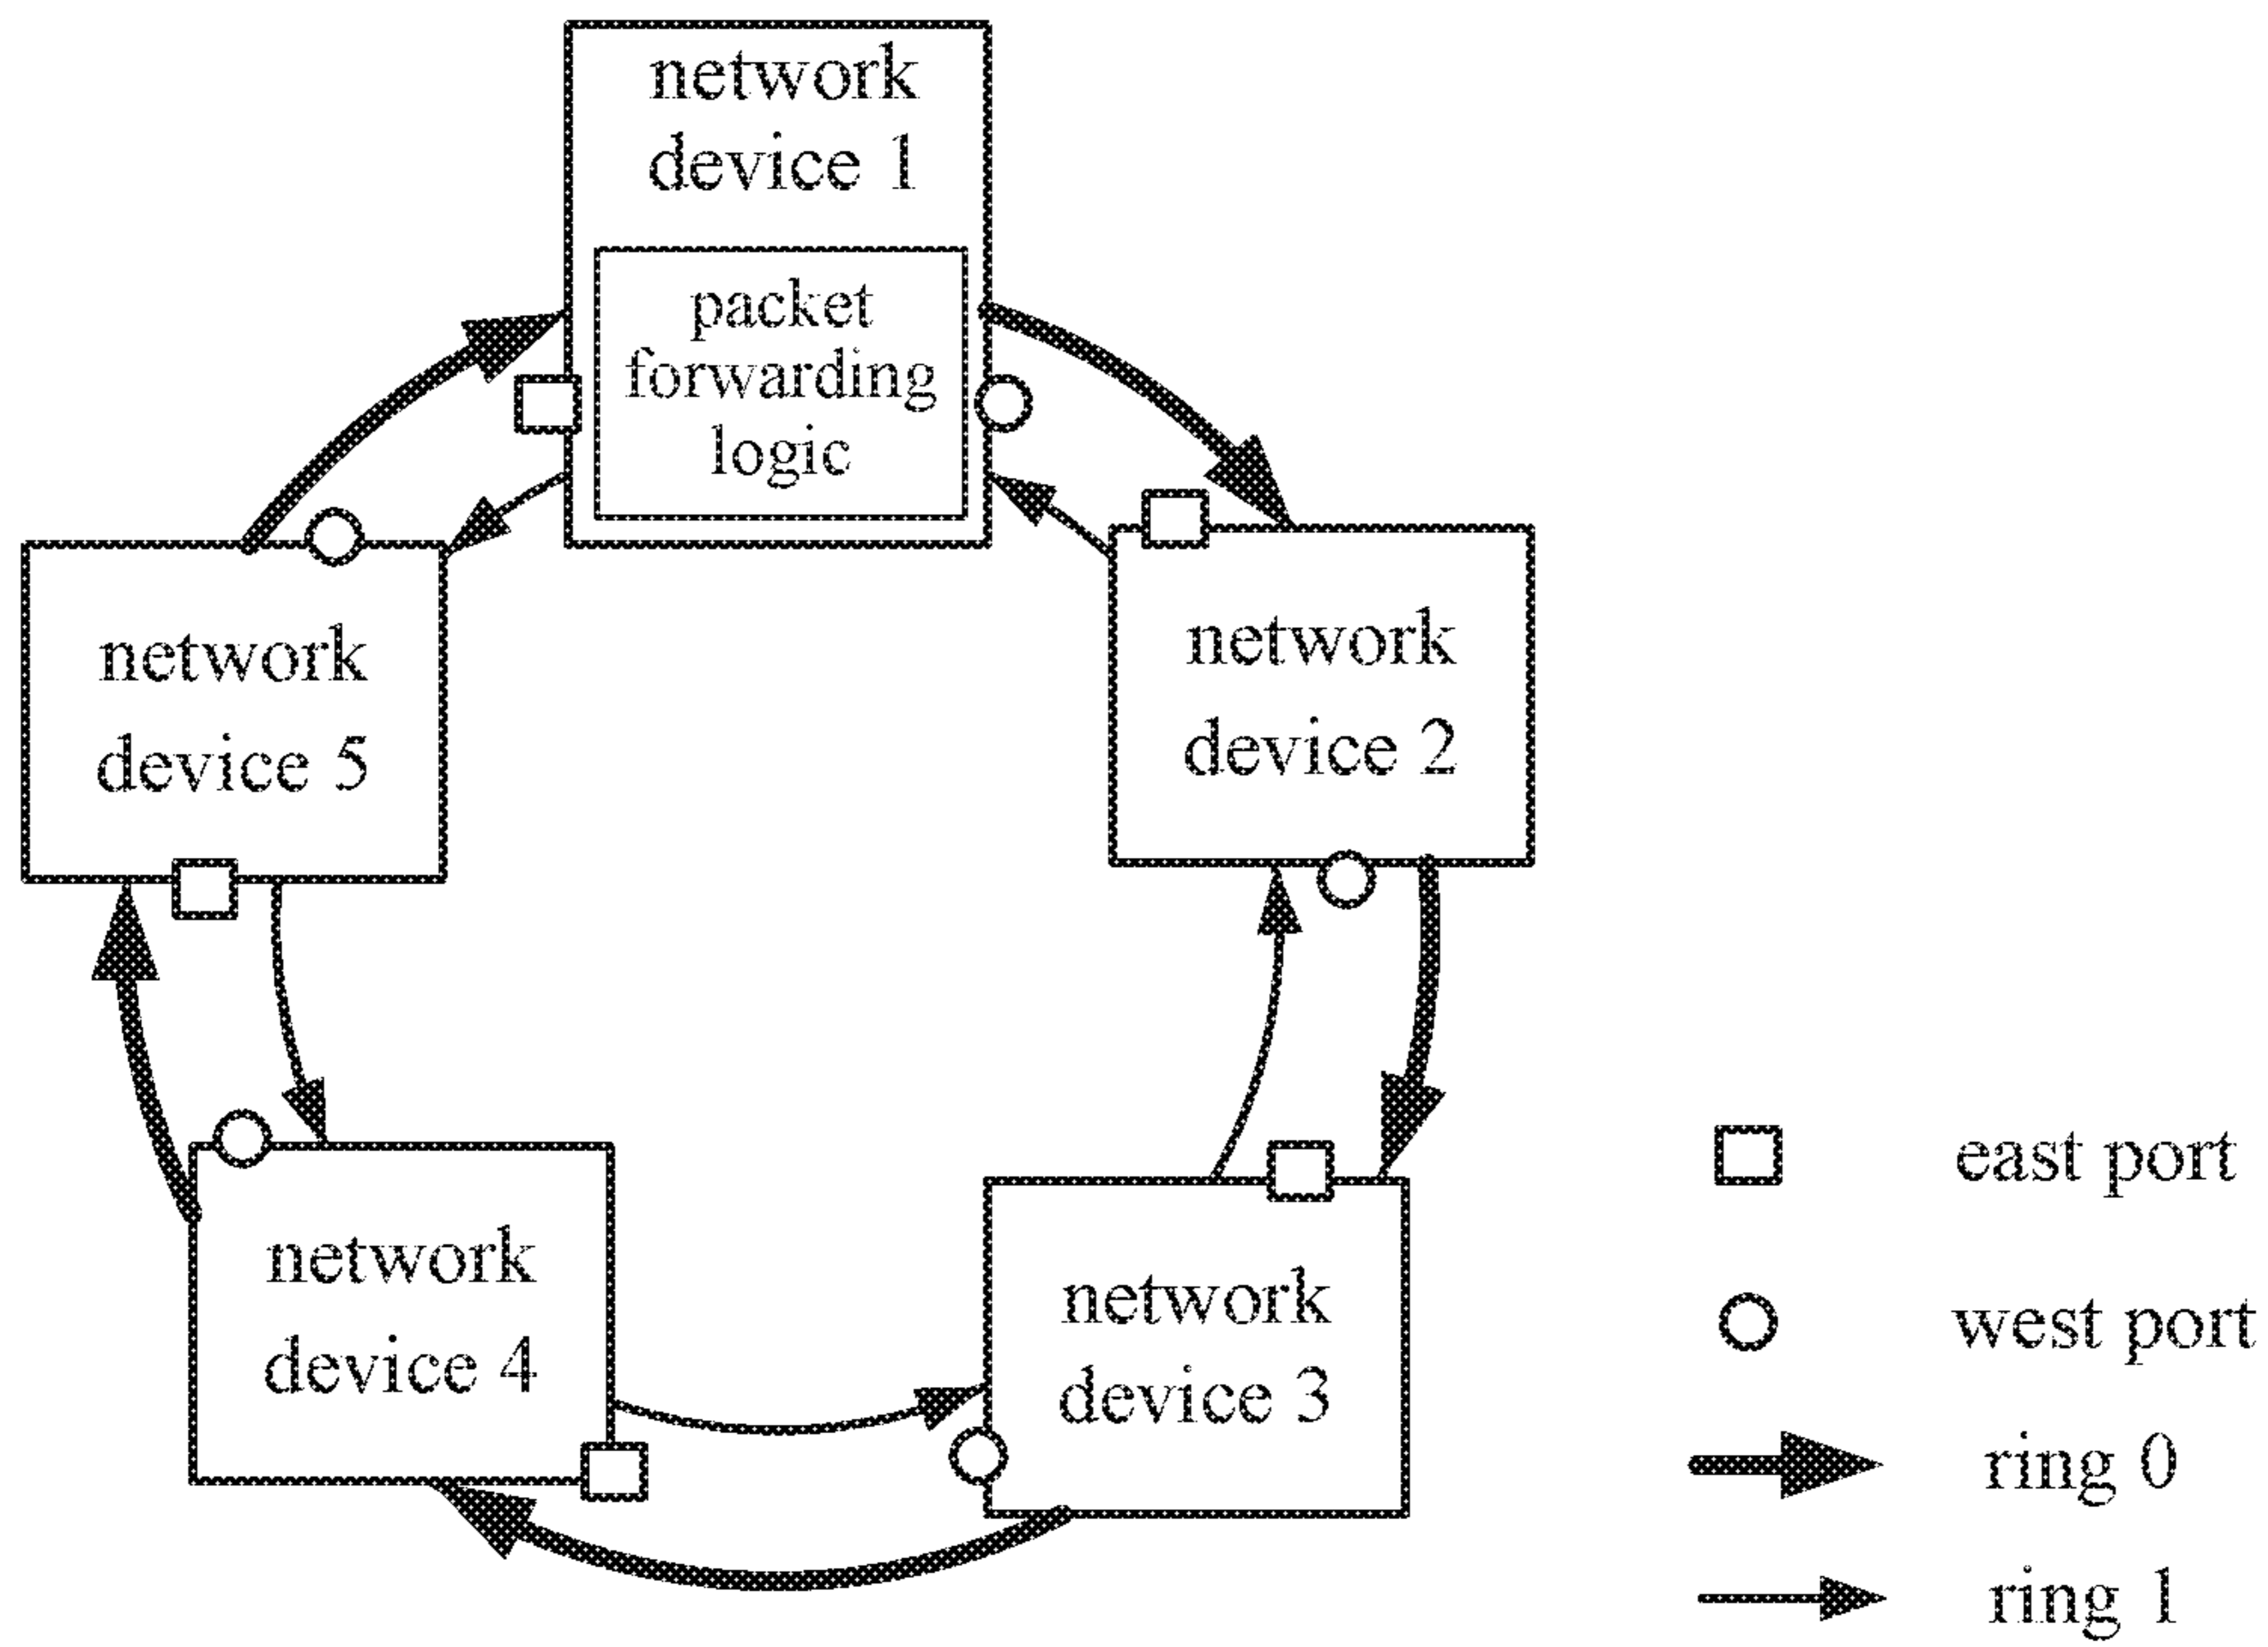 network
device 1
packet
forwarding
logic
network
device 5
network
device 2
network
device 4
network
device 3
east port
west port
ring 0
ring 1